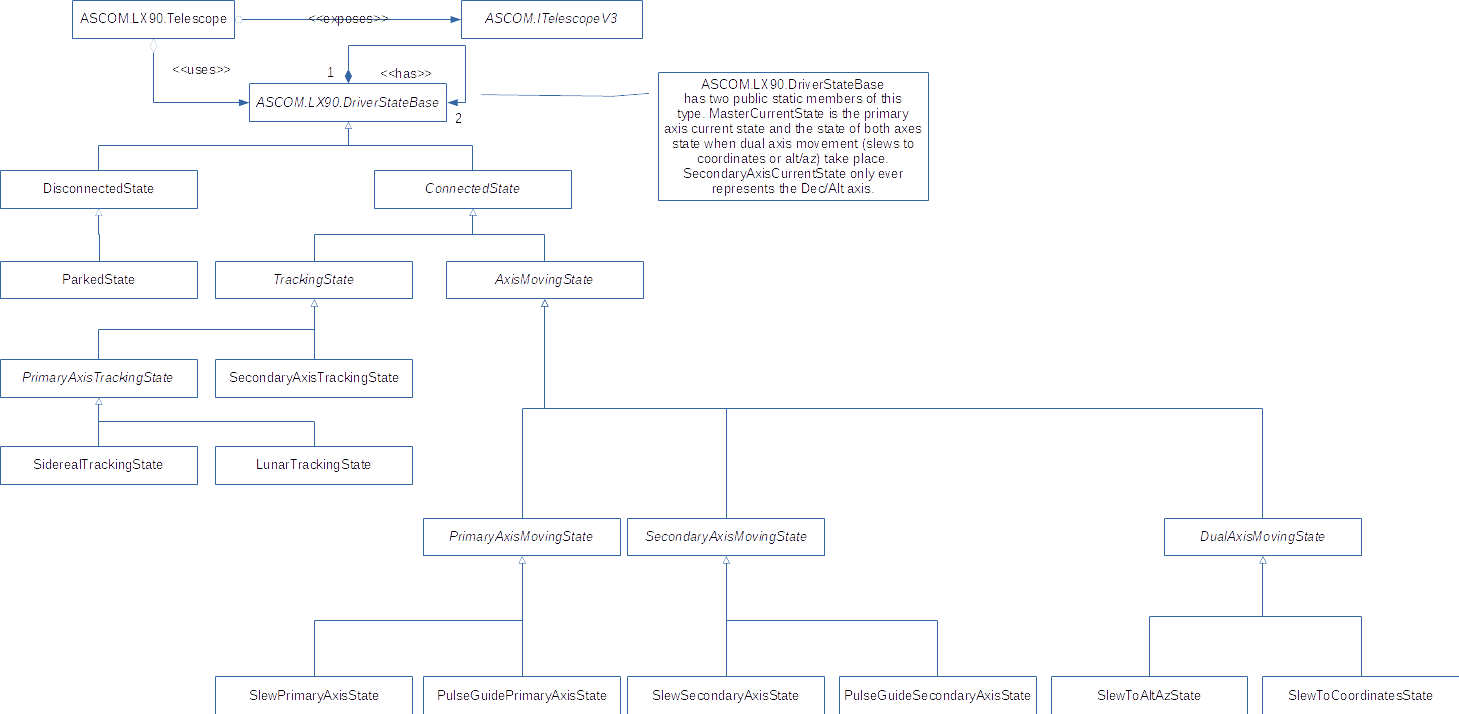 ASCOM.LX90.Telescope
<<exposes>>
ASCOM.ITelescopeV3
<<uses>>
1
<<has>>
ASCOM.LX90.DriverStateBase
2
ASCOM.LX90.DriverStateBase
has two public static members of this
type. MasterCurrentState is the primary
axis current state and the state of both axes
state when dual axis movement (slews to
coordinates or alt/az) take place.
SecondaryAxisCurrentState only ever
represents the Dec/Alt axis.
DisconnectedState
ConnectedState
ParkedState
TrackingState
AxisMovingState
PrimaryAxisTrackingState
SecondaryAxisTrackingState
SiderealTrackingState
LunarTrackingState
PrimaryAxisMovingState
SecondaryAxisMovingState
DualAxisMovingState
SlewPrimaryAxisState
PulseGuidePrimaryAxisState
SlewSecondaryAxisState
PulseGuideSecondaryAxisState
SlewToAltAzState
SlewToCoordinatesState